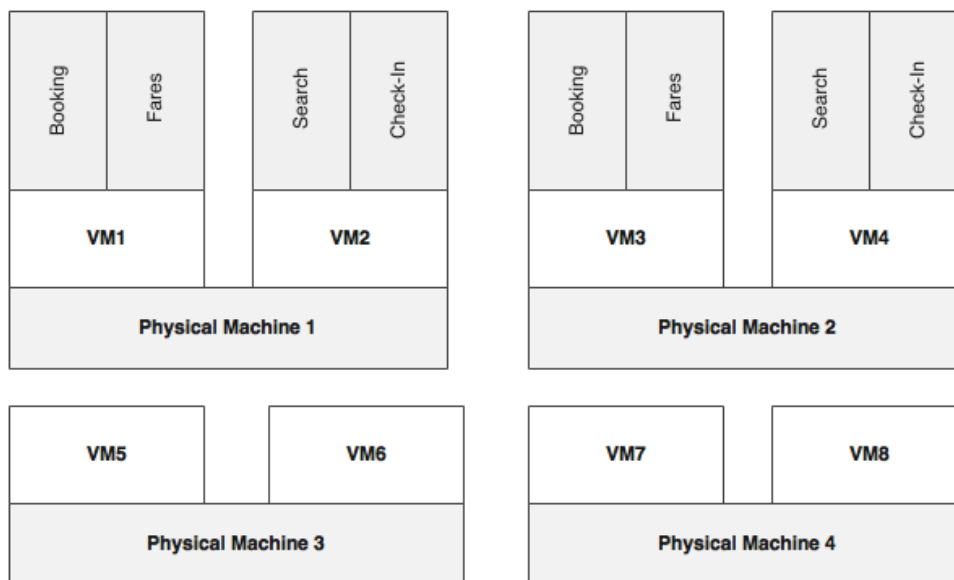 Booking
Fares
Search
Check-In
Booking
Fares
Search
Check-In
VM1
VM2
VM3
VM4
Physical Machine 1
Physical Machine 2
VM5
VM6
VM7
VM8
Physical Machine 3
Physical Machine 4